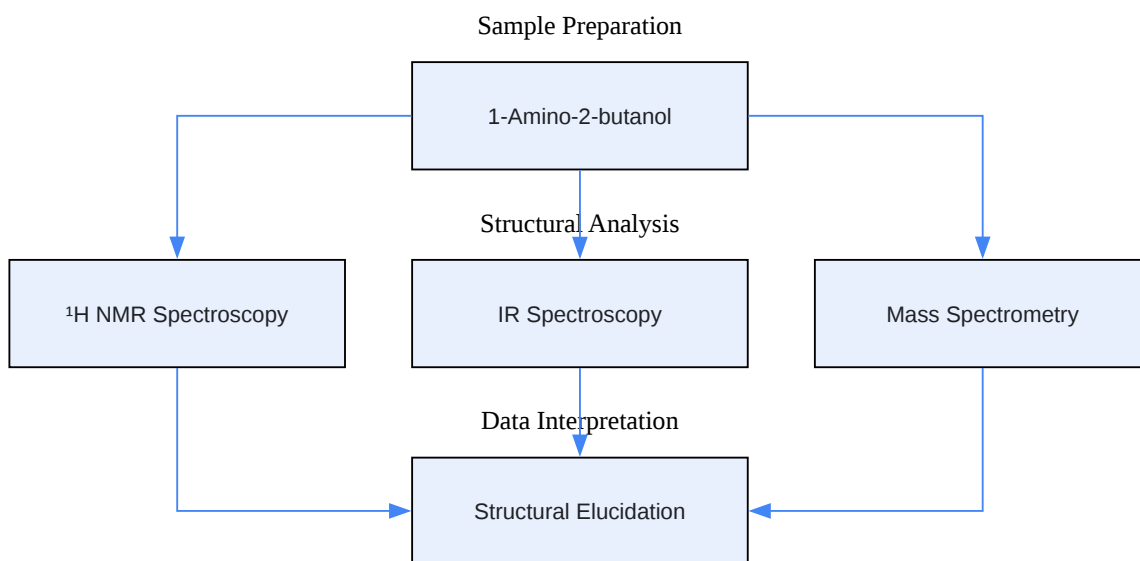 Sample Preparation
1-Amino-2-butanol
Structural Analysis
¹H NMR Spectroscopy
IR Spectroscopy
Mass Spectrometry
Data Interpretation
Structural Elucidation